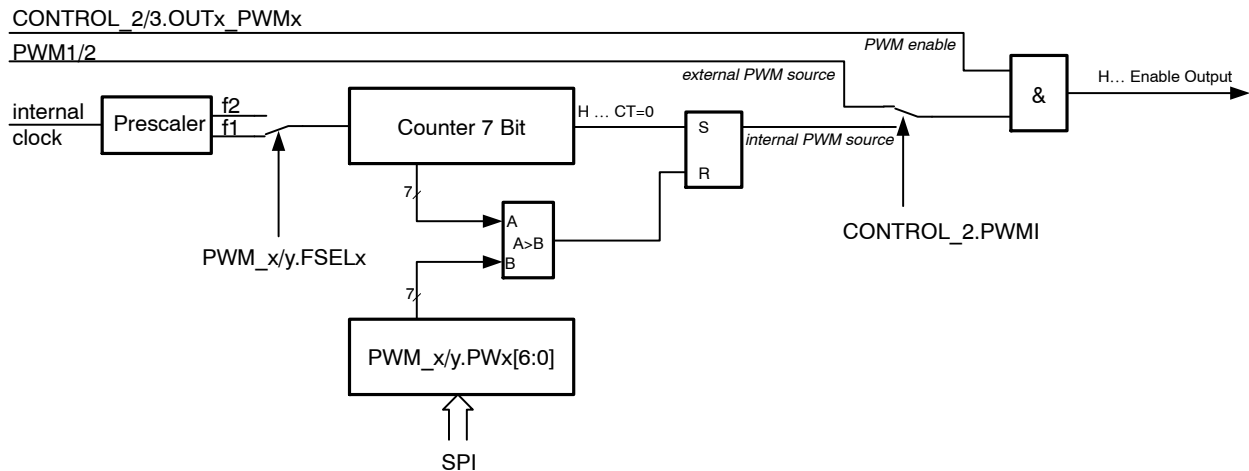 CONTROL_2/3.OUTx_PWMx
PWM enable
PWM1/2
external PWM source
H... Enable Output
&
internal
clock
Prescaler
f2
f1
Counter 7 Bit
H ... CT=0
S
R
internal PWM source
7
A
A>B
B
PWM_x/y.FSELx
CONTROL_2.PWMI
7
PWM_x/y.PWx[6:0]
SPI